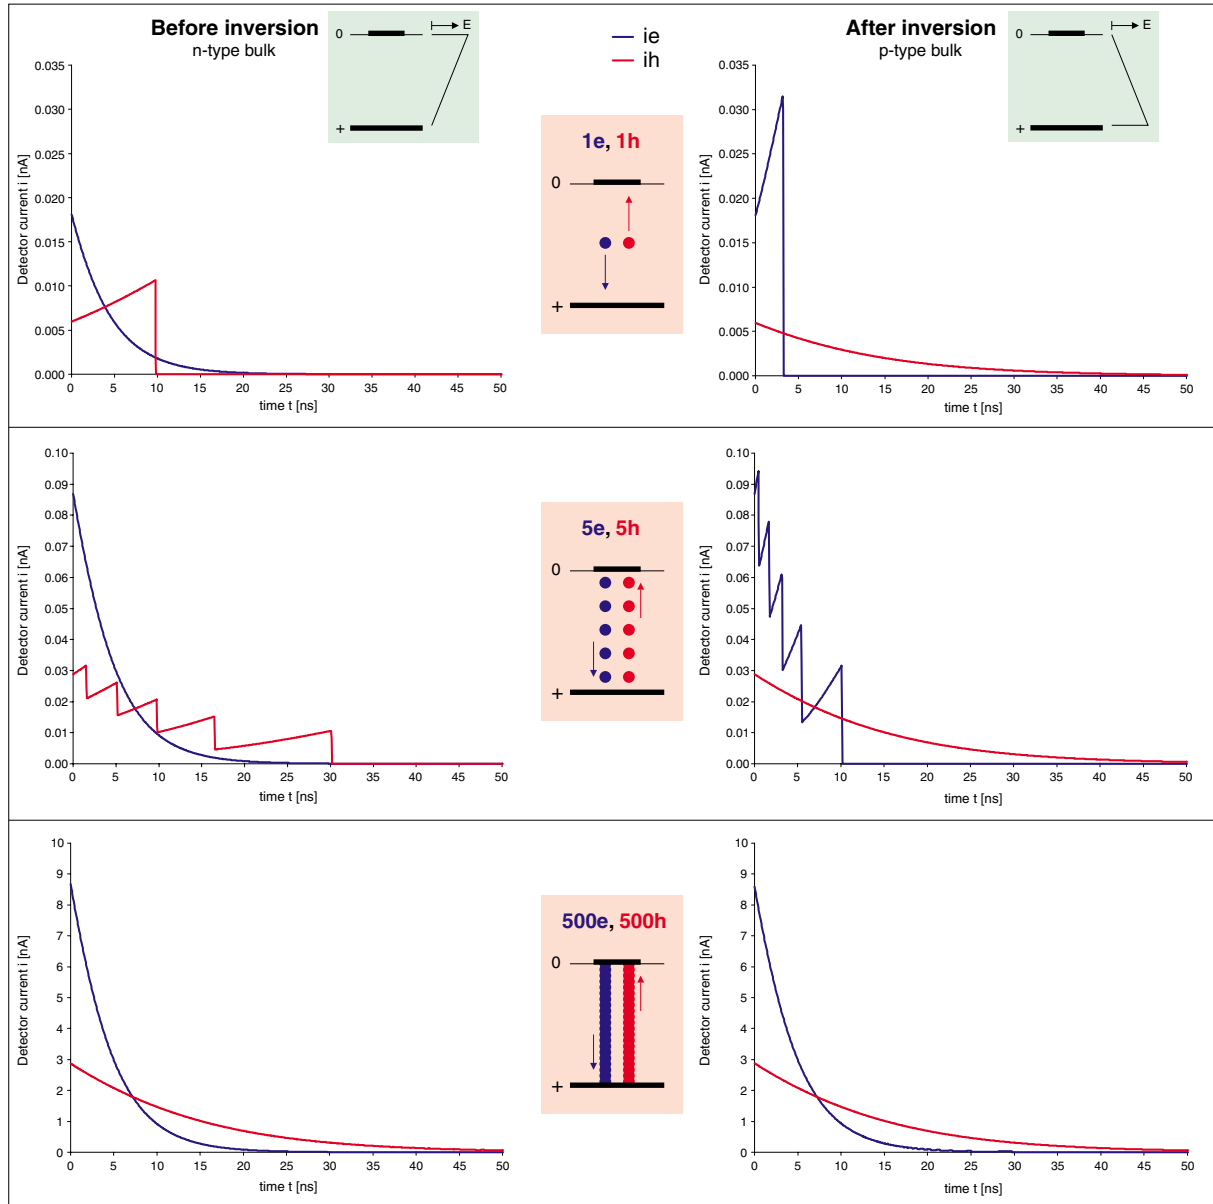 Before inversion
n-type bulk
0
E
+
ie
ih
After inversion
p-type bulk
0
E
+
Detector current i [nA]
0.035
0.030
0.025
0.020
0.015
0.010
0.005
0.000
0 5 10 15 20 25 30 35 40 45 50
time t [ns]
1e, 1h
0
+
Detector current i [nA]
0.035
0.030
0.025
0.020
0.015
0.010
0.005
0.000
0 5 10 15 20 25 30 35 40 45 50
time t [ns]
Detector current i [nA]
0.10
0.09
0.08
0.07
0.06
0.05
0.04
0.03
0.02
0.01
0.00
0 5 10 15 20 25 30 35 40 45 50
time t [ns]
5e, 5h
0
+
Detector current i [nA]
0.10
0.09
0.08
0.07
0.06
0.05
0.04
0.03
0.02
0.01
0.00
0 5 10 15 20 25 30 35 40 45 50
time t [ns]
Detector current i [nA]
10
9
8
7
6
5
4
3
2
1
0
0 5 10 15 20 25 30 35 40 45 50
time t [ns]
500e, 500h
0
+
Detector current i [nA]
10
9
8
7
6
5
4
3
2
1
0
0 5 10 15 20 25 30 35 40 45 50
time t [ns]